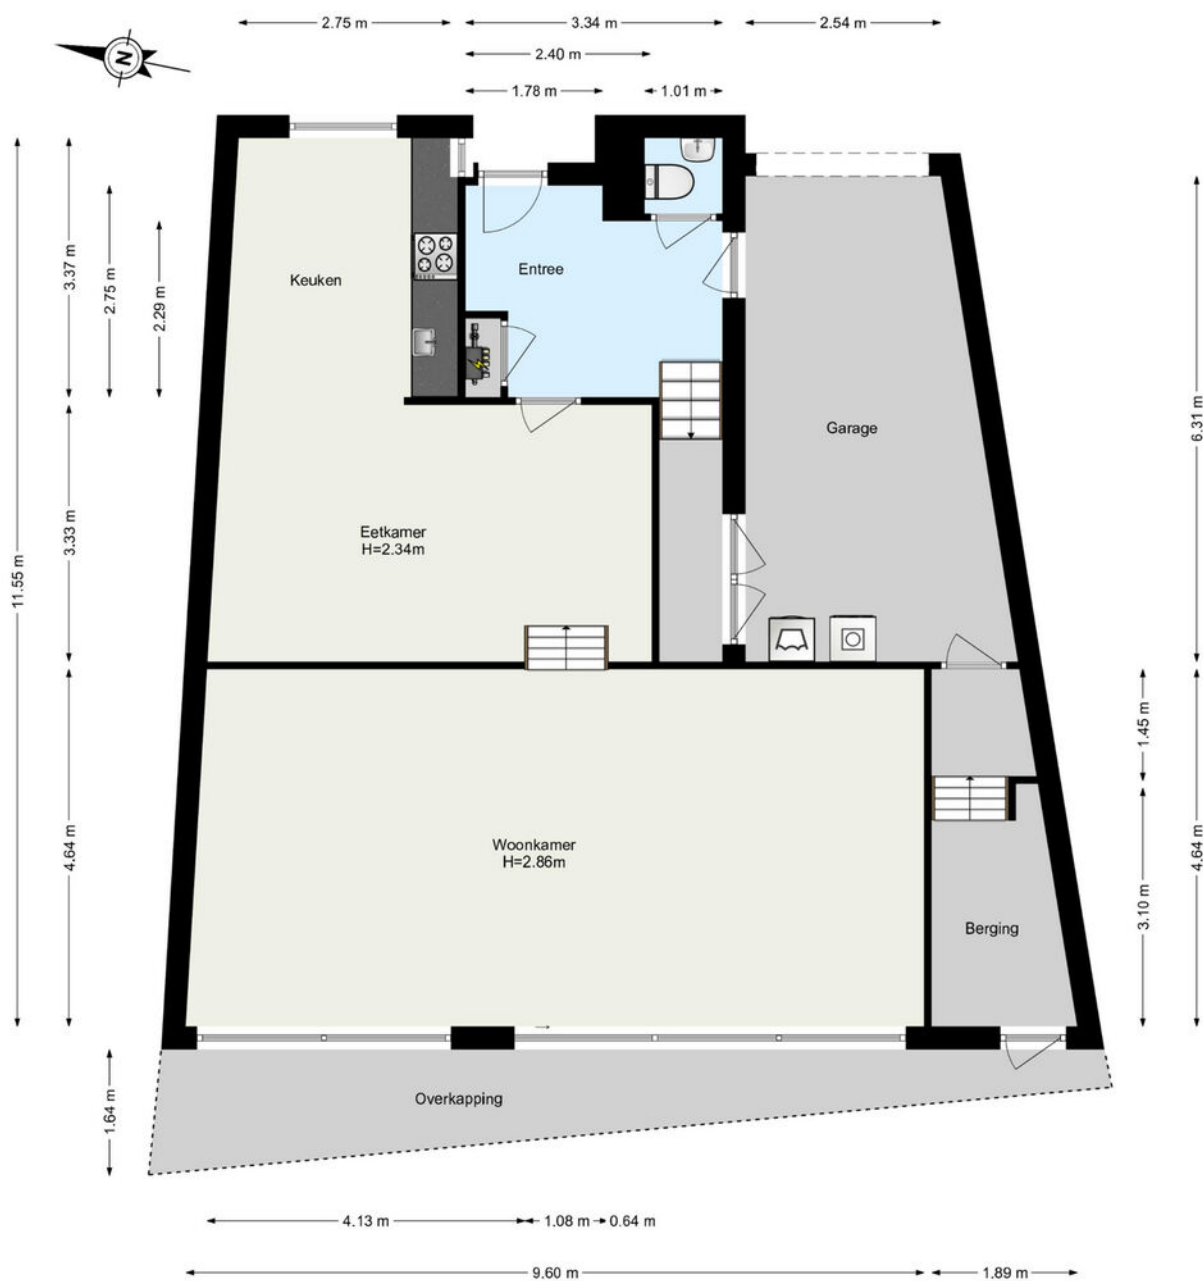 2.75 m
3.34 m
2.54 m
2.40 m
1.78 m
1.01 m
N
Keuken
Entree
Garage
Eetkamer
H=2.34m
Woonkamer
H=2.86m
Berging
Overkapping
11.55 m
3.37 m
2.75 m
2.29 m
3.33 m
4.64 m
1.64 m
6.31 m
1.45 m
4.64 m
3.10 m
4.13 m
1.08 m
0.64 m
9.60 m
1.89 m